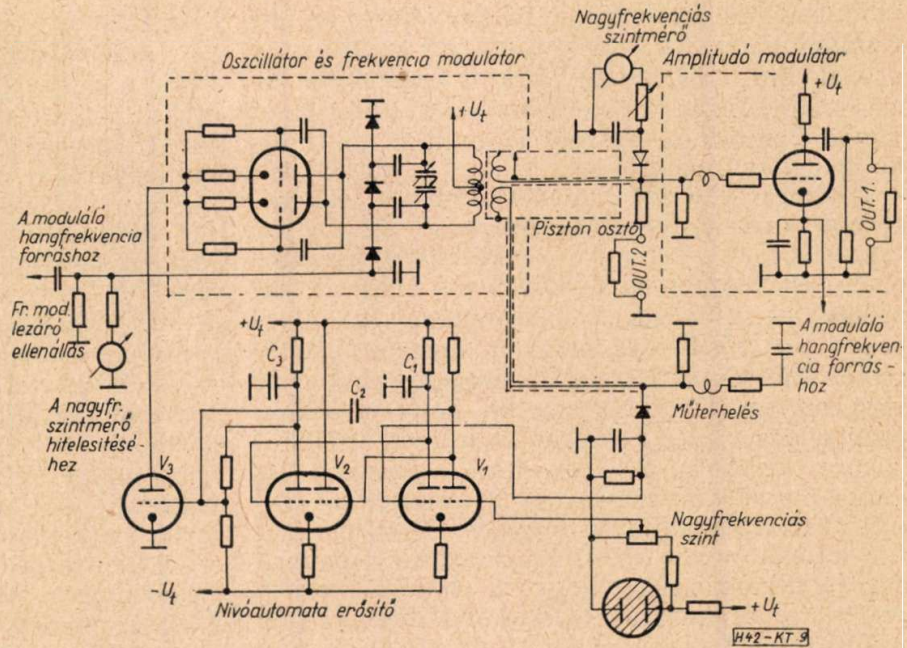 Nagyfrekvenciás
szintmérő
Oszcillátor és frekvencia modulátor
Amplitudó modulátor
+Ut
+Ut
A moduláló
hangfrekvencia
forráshoz
Piszton osztó
OUT.2
OUT.1.
Fr. mod.
lezáró
ellenállás
+Ut
A moduláló
hangfrekven-
cia forrás-
hoz
C3
C1
C2
Műterhelés
A nagyfr.
szintmérő
hitelesitésé-
hez
V3
V2
V1
Nagyfrekvenciás
szint
-Ut
Nivóautomata erősitő
+Ut
H42-KT 9